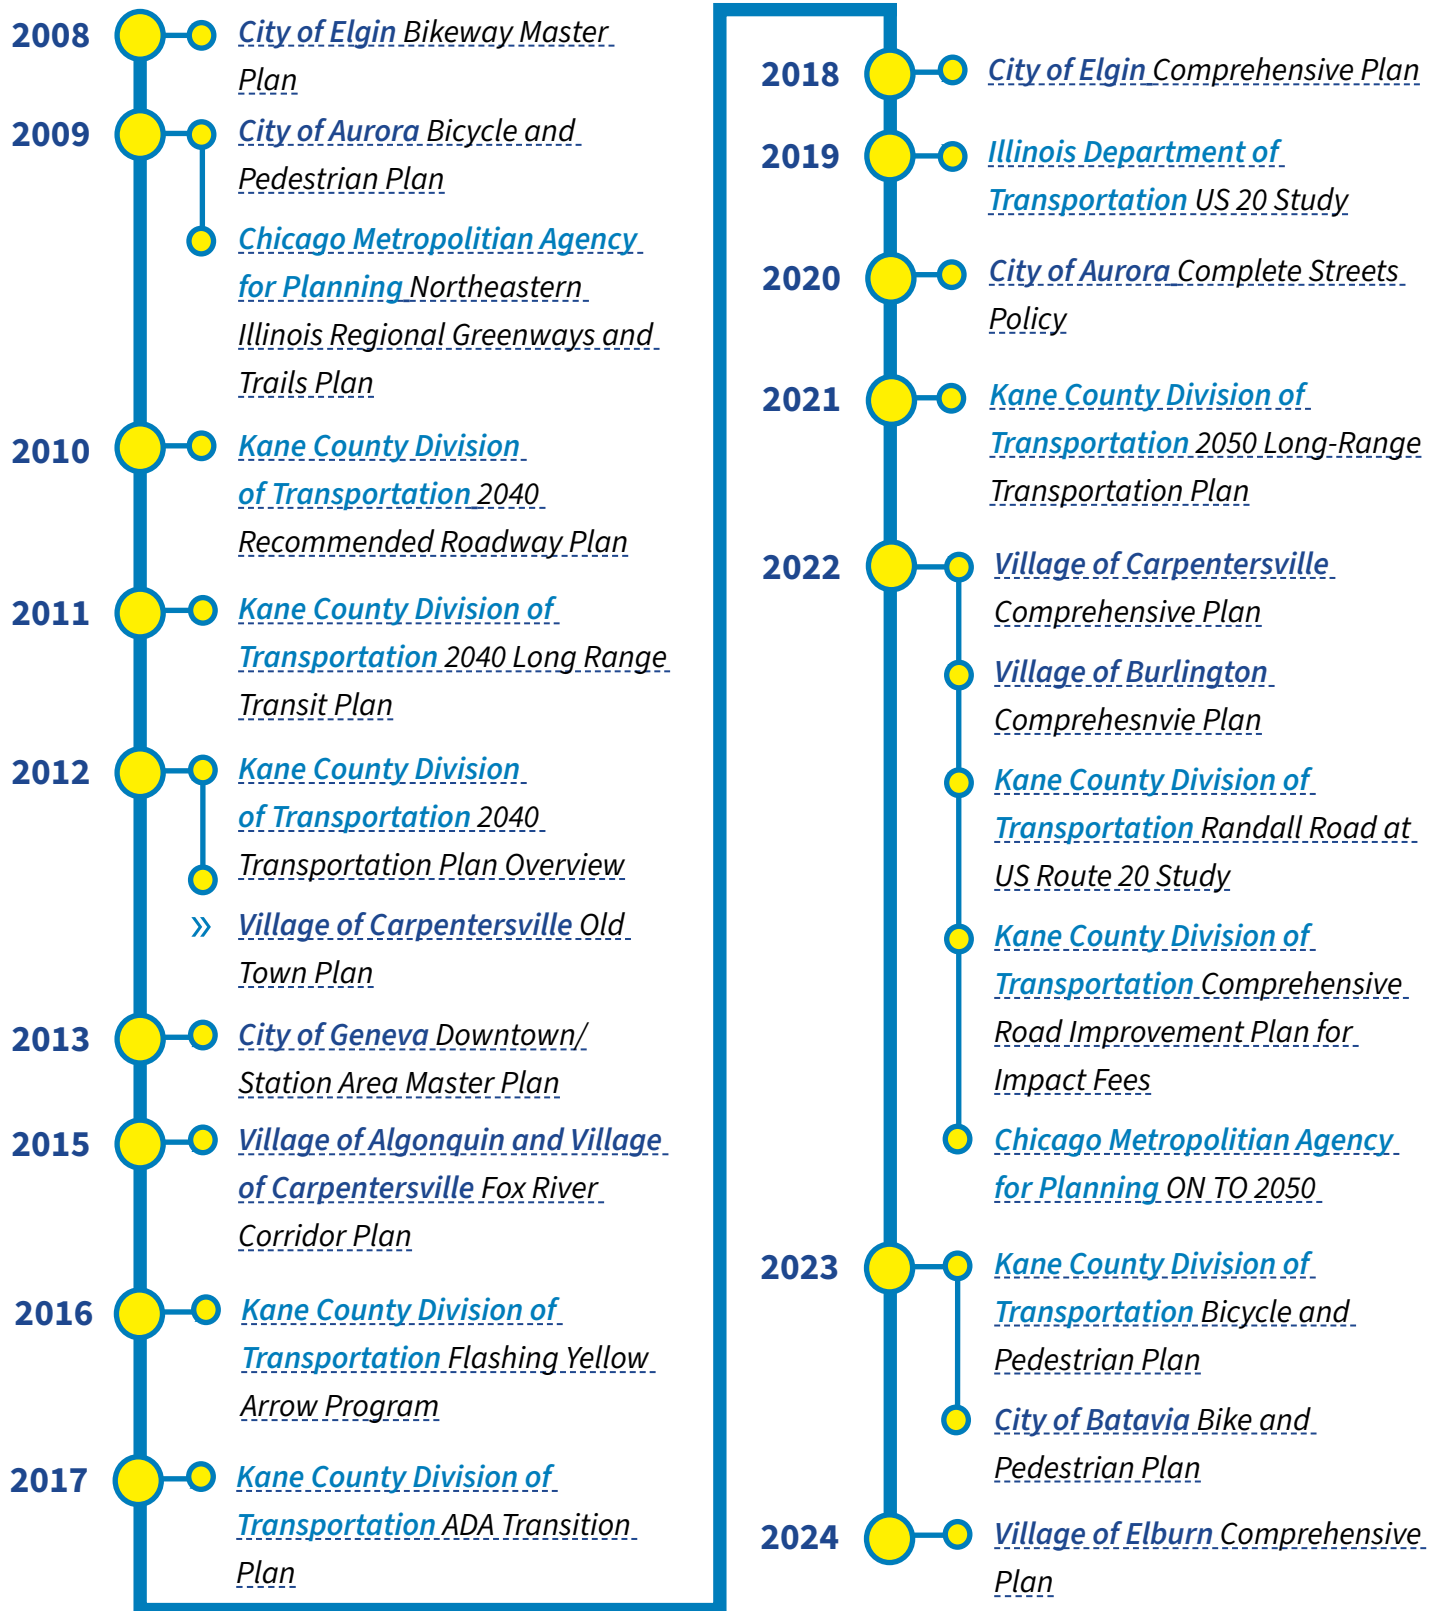 2008 City of Elgin Bikeway Master
Plan
2009 City of Aurora Bicycle and
Pedestrian Plan
Chicago Metropolitian Agency
for Planning Northeastern
Illinois Regional Greenways and
Trails Plan
2010 Kane County Division
of Transportation 2040
Recommended Roadway Plan
2011 Kane County Division of
Transportation 2040 Long Range
Transit Plan
2012 Kane County Division
of Transportation 2040
Transportation Plan Overview
» Village of Carpentersville Old
Town Plan
2013 City of Geneva Downtown/
Station Area Master Plan
2015 Village of Algonquin and Village
of Carpentersville Fox River
Corridor Plan
2016 Kane County Division of
Transportation Flashing Yellow
Arrow Program
2017 Kane County Division of
Transportation ADA Transition
Plan
2018 City of Elgin Comprehensive Plan
2019 Illinois Department of
Transportation US 20 Study
2020 City of Aurora Complete Streets
Policy
2021 Kane County Division of
Transportation 2050 Long-Range
Transportation Plan
2022 Village of Carpentersville
Comprehensive Plan
Village of Burlington
Comprehesnvie Plan
Kane County Division of
Transportation Randall Road at
US Route 20 Study
Kane County Division of
Transportation Comprehensive
Road Improvement Plan for
Impact Fees
Chicago Metropolitian Agency
for Planning ON TO 2050
2023 Kane County Division of
Transportation Bicycle and
Pedestrian Plan
City of Batavia Bike and
Pedestrian Plan
2024 Village of Elburn Comprehensive
Plan